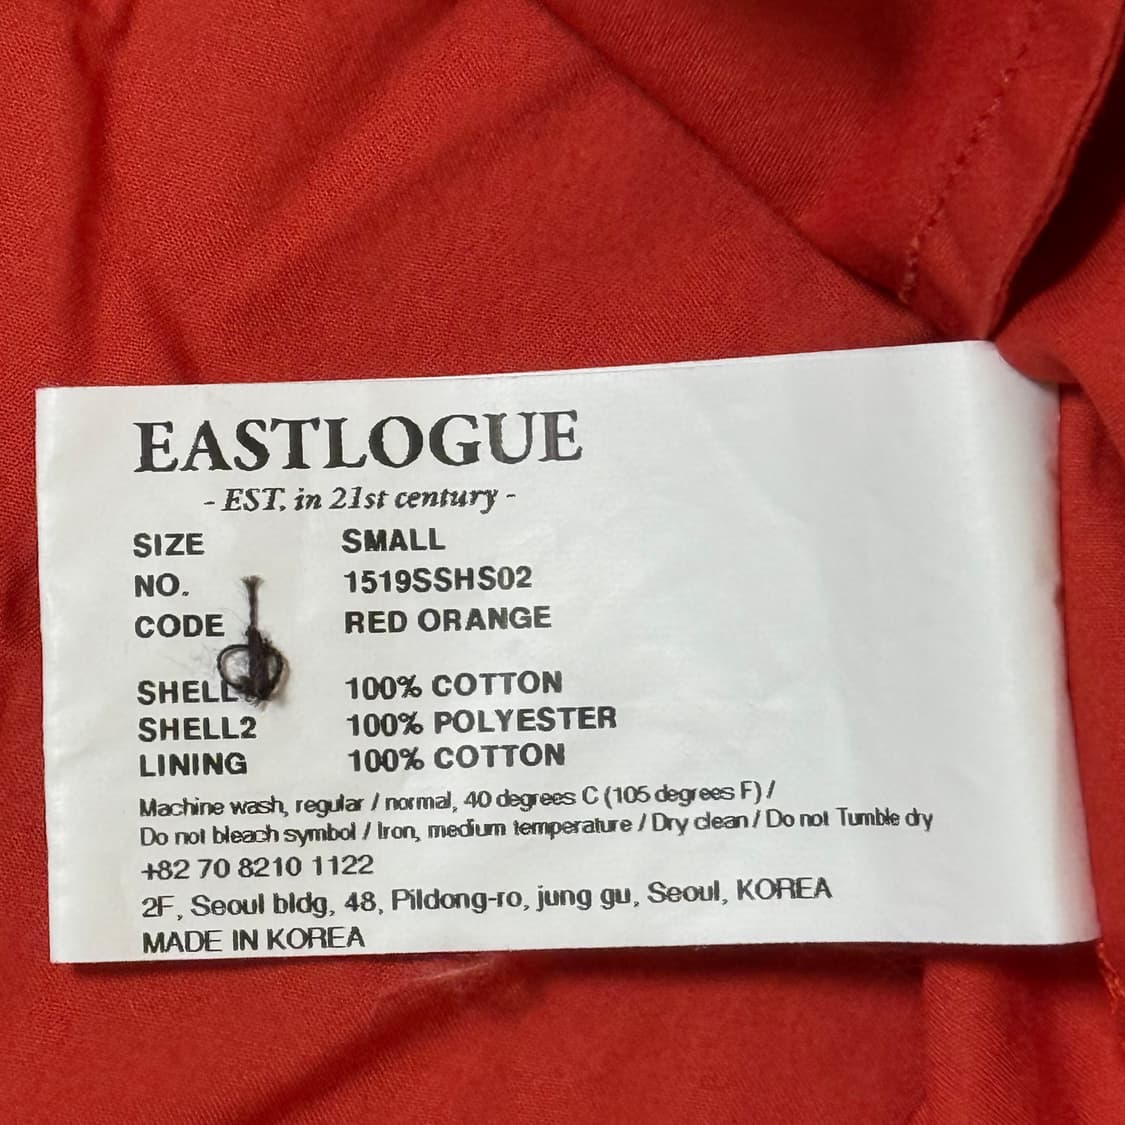 EASTLOGUE
- EST. in 21st century -
SIZE SMALL
NO. 1519SSHS02
CODE RED ORANGE
SHELL 100% COTTON
SHELL2 100% POLYESTER
LINING 100% COTTON
Machine wash, regular / normal, 40 degrees C (105 degrees F) /
Do not bleach symbol / Iron, medium temperature / Dry clean / Do not Tumble dry
+82 70 8210 1122
2F, Seoul bldg, 48, Pildong-ro, jung gu, Seoul, KOREA
MADE IN KOREA